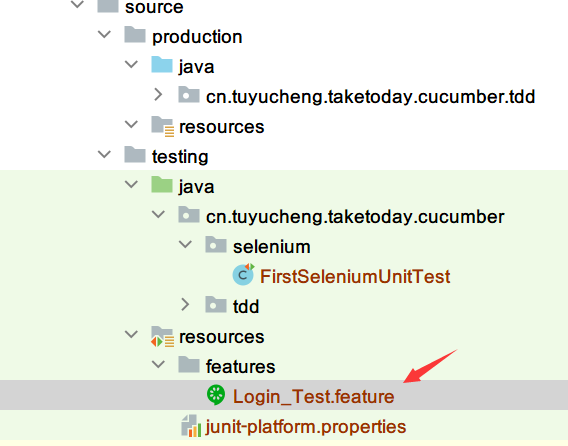 source
production
java
cn.tuyucheng.taketoday.cucumber.tdd
resources
testing
java
cn.tuyucheng.taketoday.cucumber
selenium
FirstSeleniumUnitTest
tdd
resources
features
Login_Test.feature
junit-platform.properties